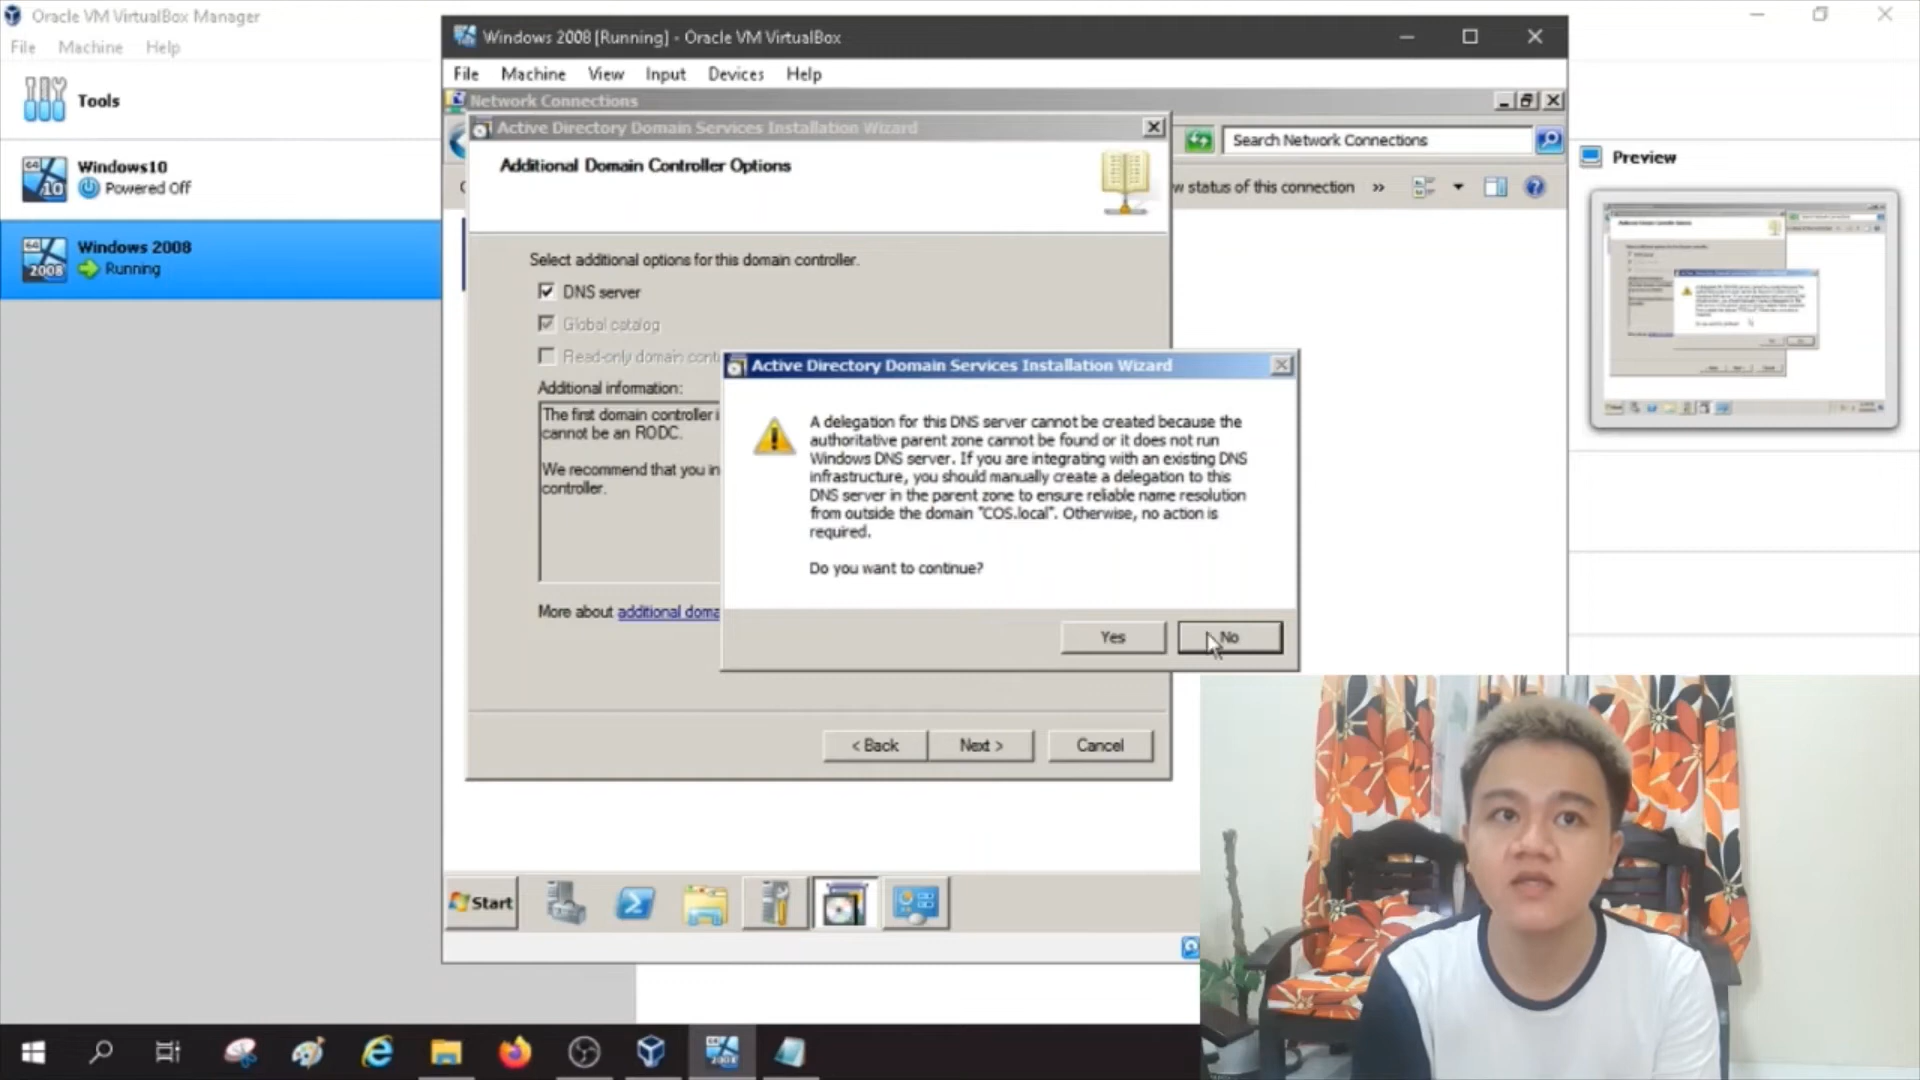 Oracle VM VirtualBox Manager
File Machine Help
Tools
Windows10
Powered Off
Windows 2008
Running
Windows 2008 [Running] - Oracle VM VirtualBox
File Machine View Input Devices Help
Network Connections
Search Network Connections
w status of this connection »
Active Directory Domain Services Installation Wizard
Additional Domain Controller Options
Select additional options for this domain controller.
DNS server
Global catalog
Read-only domain cont
Additional information:
The first domain controller i
cannot be an RODC.
We recommend that you in
controller.
More about additional doma
< Back
Next >
Cancel
Active Directory Domain Services Installation Wizard
A delegation for this DNS server cannot be created because the
authoritative parent zone cannot be found or it does not run
Windows DNS server. If you are integrating with an existing DNS
infrastructure, you should manually create a delegation to this
DNS server in the parent zone to ensure reliable name resolution
from outside the domain "COS.local". Otherwise, no action is
required.
Do you want to continue?
Yes
No
Preview
Start